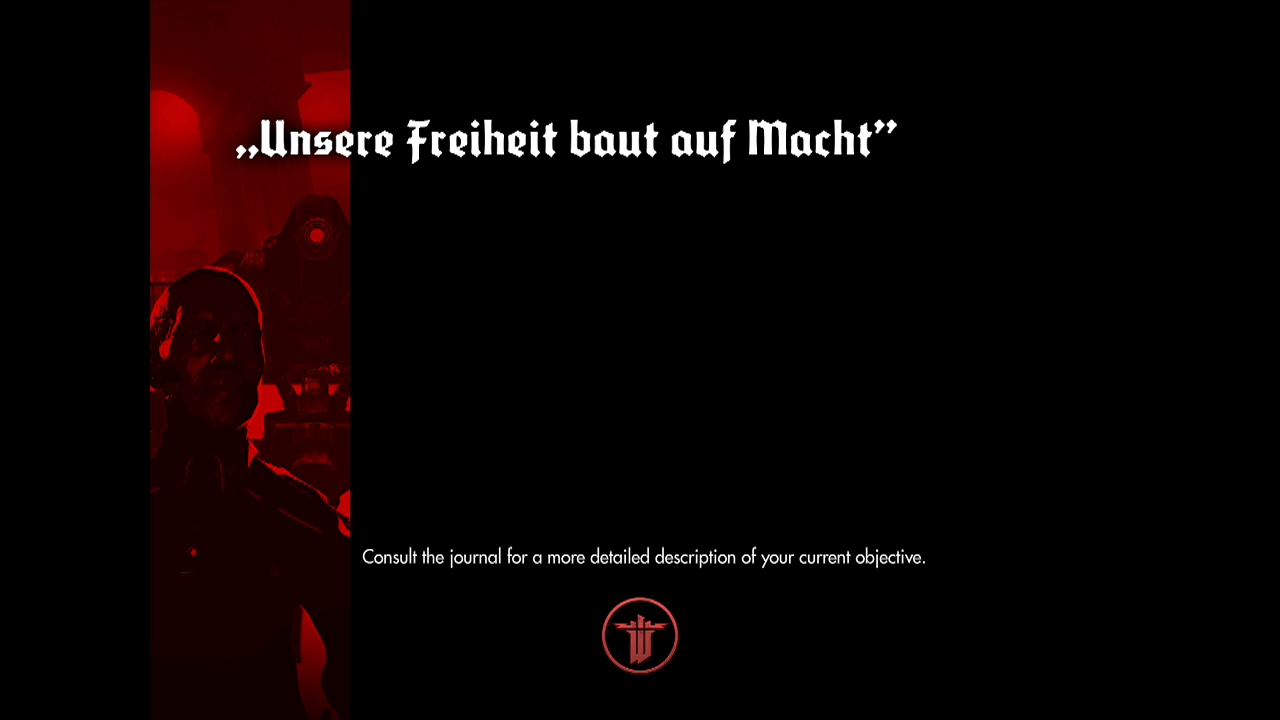 „Unsere Freiheit baut auf Macht”
Consult the journal for a more detailed description of your current objective.